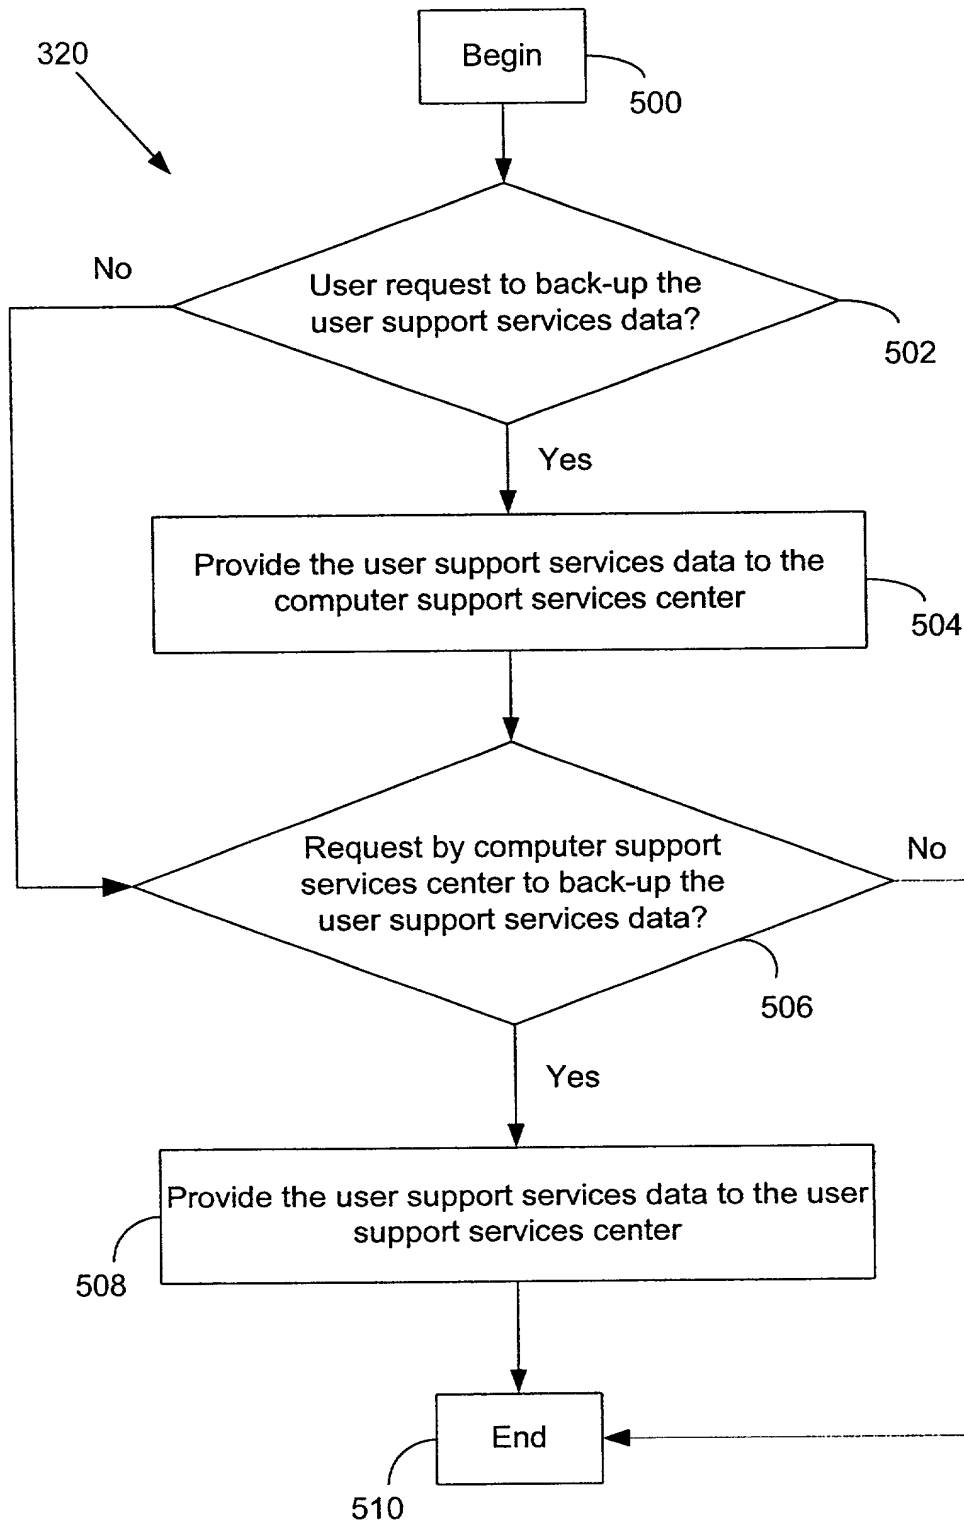 320
Begin
500
No
User request to back-up the
user support services data?
502
Yes
Provide the user support services data to the
computer support services center
504
Request by computer support
services center to back-up the
user support services data?
No
506
Yes
Provide the user support services data to the user
support services center
508
End
510